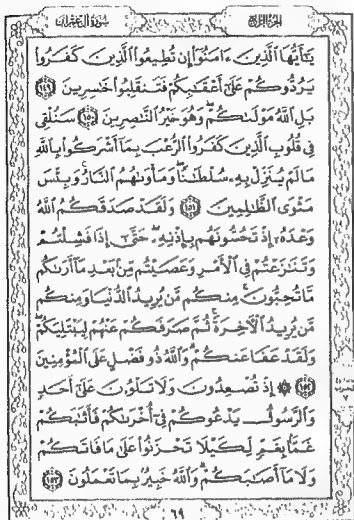 سورة آل عمران
الجزء الرابع
يَٰٓأَيُّهَا ٱلَّذِينَ ءَامَنُوٓا۟ إِن تُطِيعُوا۟ ٱلَّذِينَ كَفَرُوا۟
يَرُدُّوكُمْ عَلَىٰٓ أَعْقَٰبِكُمْ فَتَنقَلِبُوا۟ خَٰسِرِينَ ١٤٩
بَلِ ٱللَّهُ مَوْلَىٰكُمْ وَهُوَ خَيْرُ ٱلنَّٰصِرِينَ ١٥٠ سَنُلْقِى
فِى قُلُوبِ ٱلَّذِينَ كَفَرُوا۟ ٱلرُّعْبَ بِمَآ أَشْرَكُوا۟ بِٱللَّهِ
مَا لَمْ يُنَزِّلْ بِهِۦ سُلْطَٰنًا وَمَأْوَىٰهُمُ ٱلنَّارُ وَبِئْسَ
مَثْوَى ٱلظَّٰلِمِينَ ١٥١ وَلَقَدْ صَدَقَكُمُ ٱللَّهُ
وَعْدَهُۥٓ إِذْ تَحُسُّونَهُم بِإِذْنِهِۦ حَتَّىٰٓ إِذَا فَشِلْتُمْ
وَتَنَٰزَعْتُمْ فِى ٱلْأَمْرِ وَعَصَيْتُم مِّنۢ بَعْدِ مَآ أَرَىٰكُم
مَّا تُحِبُّونَ مِنكُم مَّن يُرِيدُ ٱلدُّنْيَا وَمِنكُم
مَّن يُرِيدُ ٱلْءَاخِرَةَ ثُمَّ صَرَفَكُمْ عَنْهُمْ لِيَبْتَلِيَكُمْ
وَلَقَدْ عَفَا عَنكُمْ وَٱللَّهُ ذُو فَضْلٍ عَلَى ٱلْمُؤْمِنِينَ
١٥٢ ۞ إِذْ تُصْعِدُونَ وَلَا تَلْوُۥنَ عَلَىٰٓ أَحَدٍ
وَٱلرَّسُولُ يَدْعُوكُمْ فِىٓ أُخْرَىٰكُمْ فَأَثَٰبَكُمْ
غَمًّۢا بِغَمٍّ لِّكَيْلَا تَحْزَنُوا۟ عَلَىٰ مَا فَاتَكُمْ
وَلَا مَآ أَصَٰبَكُمْ وَٱللَّهُ خَبِيرٌۢ بِمَا تَعْمَلُونَ ١٥٣
٦٩